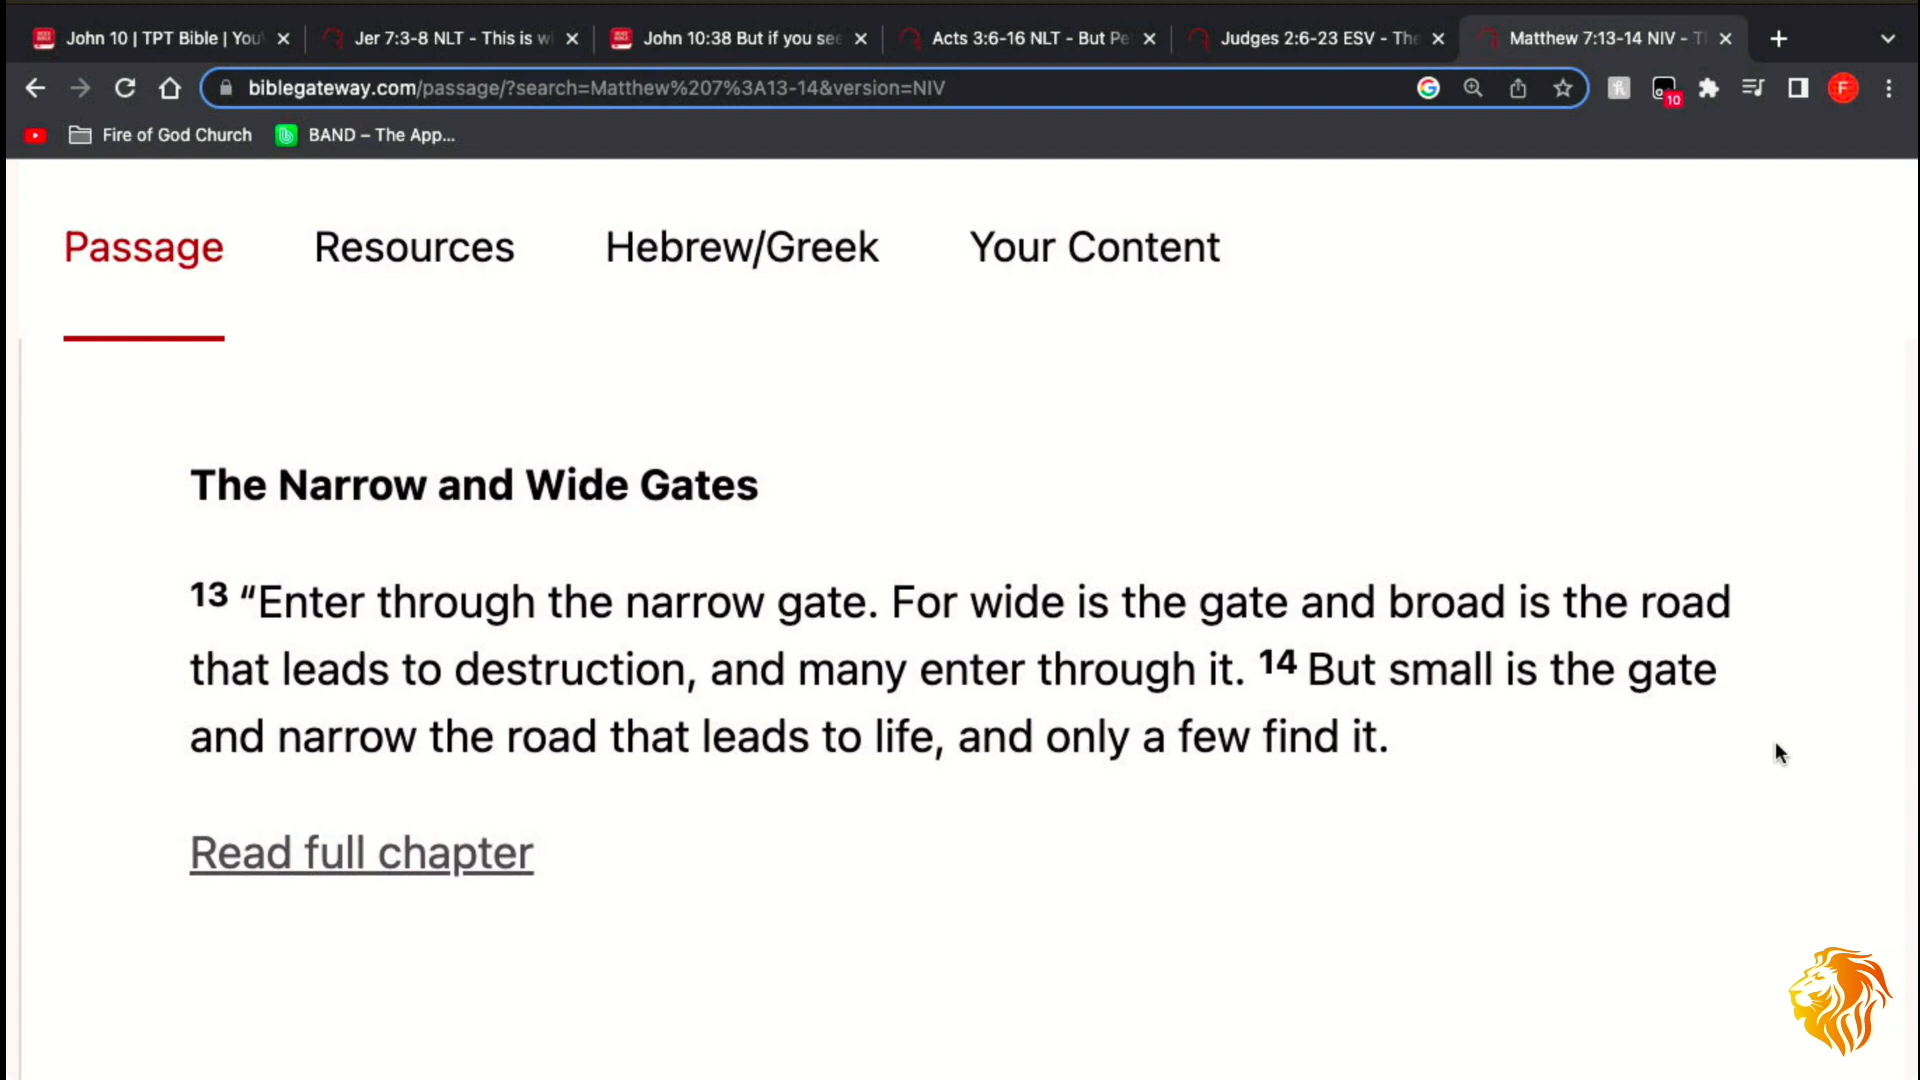 John 10 | TPT Bible | You
Jer 7:3-8 NLT - This is w
John 10:38 But if you see
Acts 3:6-16 NLT - But Pe
Judges 2:6-23 ESV - The
Matthew 7:13-14 NIV - T
biblegateway.com/passage/?search=Matthew%207%3A13-14&version=NIV
10
F
Fire of God Church
BAND – The App...
Passage
Resources
Hebrew/Greek
Your Content
The Narrow and Wide Gates
13 “Enter through the narrow gate. For wide is the gate and broad is the road
that leads to destruction, and many enter through it. 14 But small is the gate
and narrow the road that leads to life, and only a few find it.
Read full chapter